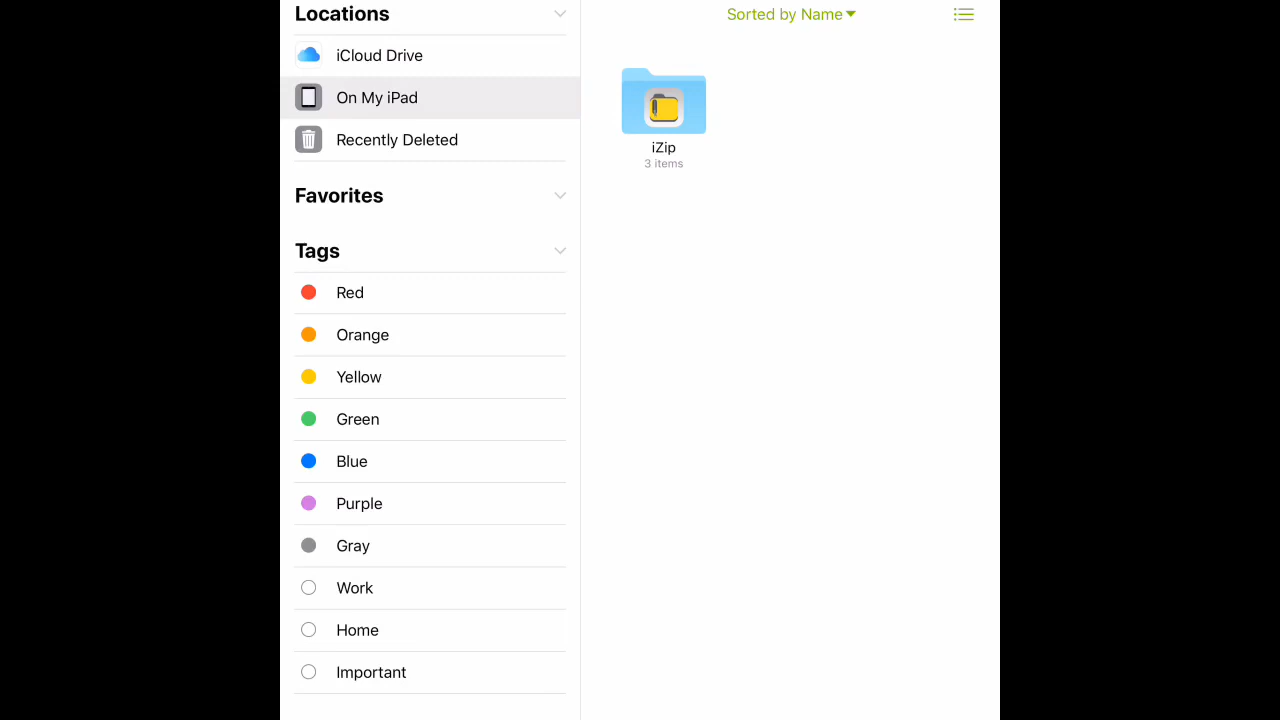 Locations
iCloud Drive
On My iPad
Recently Deleted
Favorites
Tags
Red
Orange
Yellow
Green
Blue
Purple
Gray
Work
Home
Important
Sorted by Name
iZip
3 items